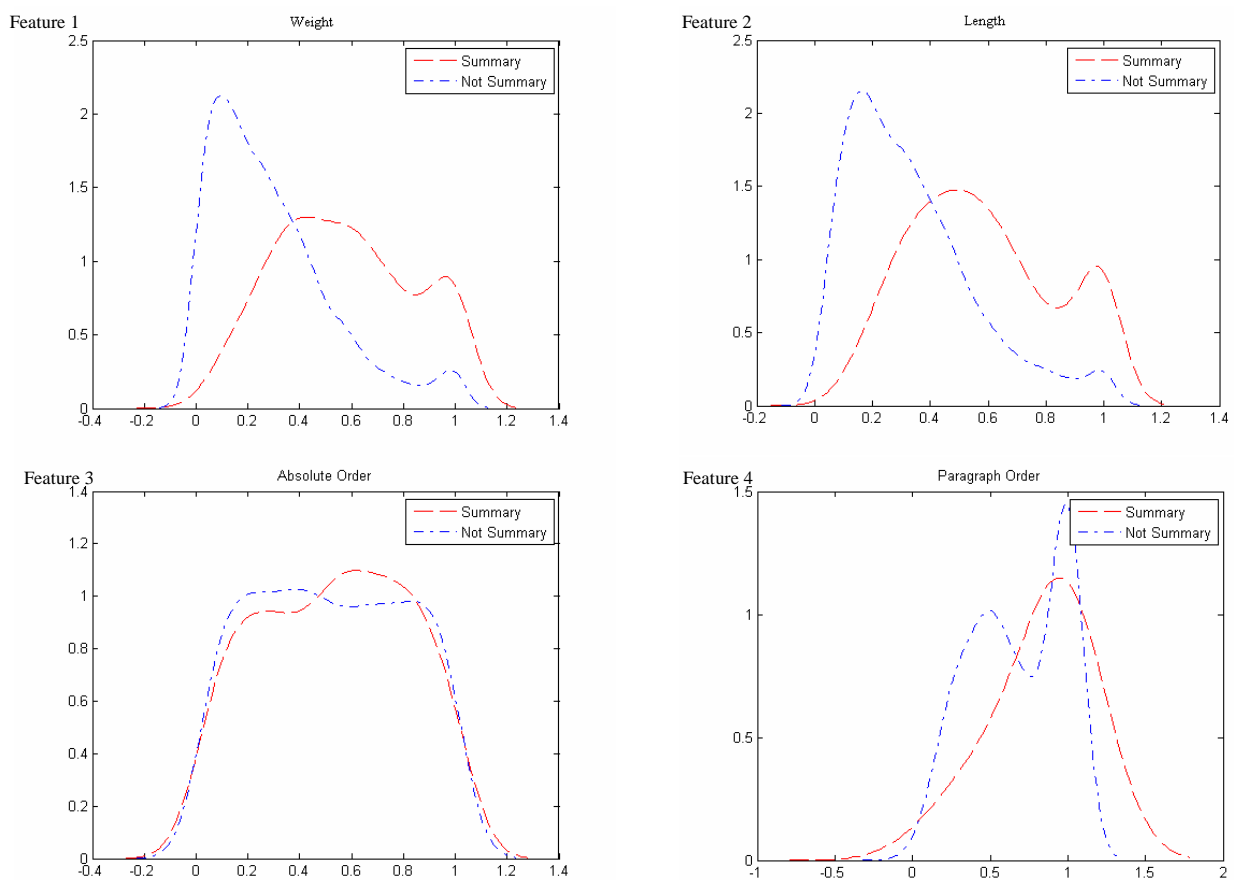 Feature 1
Weight
2.5
2
1.5
1
0.5
0
-0.4 -0.2 0 0.2 0.4 0.6 0.8 1 1.2 1.4
Summary
Not Summary
Feature 2
Length
2.5
2
1.5
1
0.5
0
-0.2 0 0.2 0.4 0.6 0.8 1 1.2 1.4
Summary
Not Summary
Feature 3
Absolute Order
1.4
1.2
1
0.8
0.6
0.4
0.2
0
-0.4 -0.2 0 0.2 0.4 0.6 0.8 1 1.2 1.4
Summary
Not Summary
Feature 4
Paragraph Order
1.5
1
0.5
0
-1 -0.5 0 0.5 1 1.5 2
Summary
Not Summary